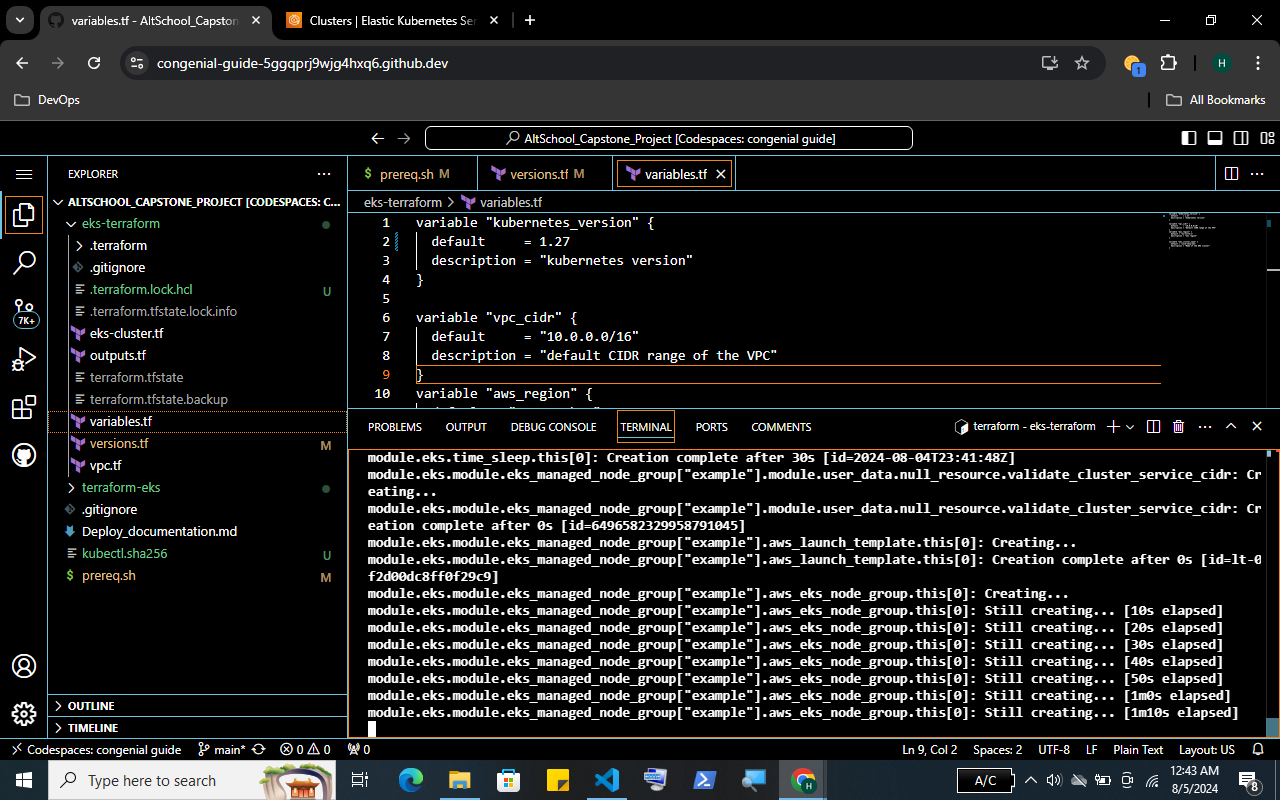 variables.tf - AltSchool_Capston
Clusters | Elastic Kubernetes Ser
congenial-guide-5ggqprj9wjg4hxq6.github.dev
1
H
DevOps
All Bookmarks
AltSchool_Capstone_Project [Codespaces: congenial guide]
EXPLORER
ALTSCHOOL_CAPSTONE_PROJECT [CODESPACES: C...
eks-terraform
.terraform
.gitignore
.terraform.lock.hcl U
.terraform.tfstate.lock.info
eks-cluster.tf
outputs.tf
terraform.tfstate
terraform.tfstate.backup
variables.tf
versions.tf M
vpc.tf
terraform-eks
.gitignore
Deploy_documentation.md
kubectl.sha256 U
prereq.sh M
OUTLINE
TIMELINE
7K+
prereq.sh M
versions.tf M
variables.tf
eks-terraform > variables.tf
1 variable "kubernetes_version" {
2 default = 1.27
3 description = "kubernetes version"
4 }
5
6 variable "vpc_cidr" {
7 default = "10.0.0.0/16"
8 description = "default CIDR range of the VPC"
9 }
10 variable "aws_region" {
PROBLEMS OUTPUT DEBUG CONSOLE TERMINAL PORTS COMMENTS
terraform - eks-terraform
module.eks.time_sleep.this[0]: Creation complete after 30s [id=2024-08-04T23:41:48Z]
module.eks.module.eks_managed_node_group["example"].module.user_data.null_resource.validate_cluster_service_cidr: Cr
eating...
module.eks.module.eks_managed_node_group["example"].module.user_data.null_resource.validate_cluster_service_cidr: Cr
eation complete after 0s [id=6496582329958791045]
module.eks.module.eks_managed_node_group["example"].aws_launch_template.this[0]: Creating...
module.eks.module.eks_managed_node_group["example"].aws_launch_template.this[0]: Creation complete after 0s [id=lt-0
f2d00dc8ff0f29c9]
module.eks.module.eks_managed_node_group["example"].aws_eks_node_group.this[0]: Creating...
module.eks.module.eks_managed_node_group["example"].aws_eks_node_group.this[0]: Still creating... [10s elapsed]
module.eks.module.eks_managed_node_group["example"].aws_eks_node_group.this[0]: Still creating... [20s elapsed]
module.eks.module.eks_managed_node_group["example"].aws_eks_node_group.this[0]: Still creating... [30s elapsed]
module.eks.module.eks_managed_node_group["example"].aws_eks_node_group.this[0]: Still creating... [40s elapsed]
module.eks.module.eks_managed_node_group["example"].aws_eks_node_group.this[0]: Still creating... [50s elapsed]
module.eks.module.eks_managed_node_group["example"].aws_eks_node_group.this[0]: Still creating... [1m0s elapsed]
module.eks.module.eks_managed_node_group["example"].aws_eks_node_group.this[0]: Still creating... [1m10s elapsed]
Codespaces: congenial guide main* 0 0 0 Ln 9, Col 2 Spaces: 2 UTF-8 LF Plain Text Layout: US
Type here to search
A/C
12:43 AM
8/5/2024
8